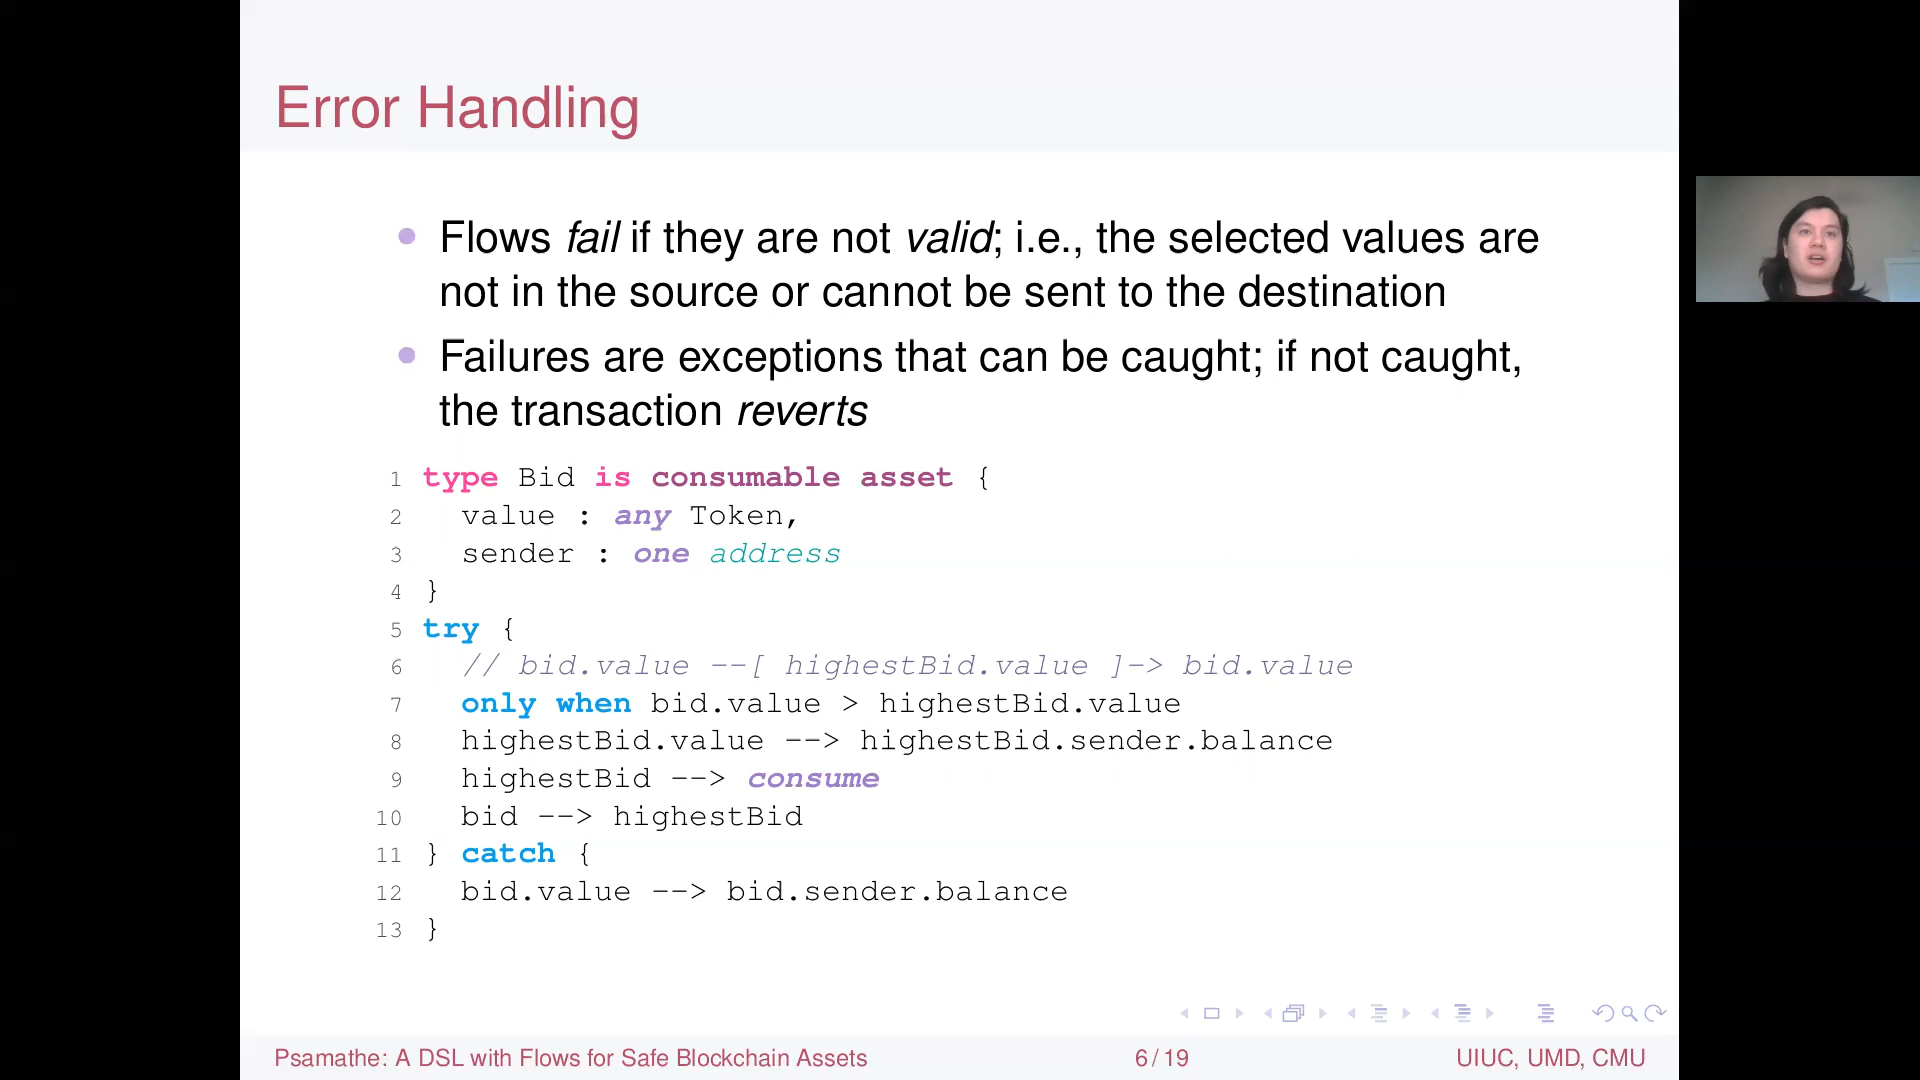 Error Handling
Flows fail if they are not valid; i.e., the selected values are
not in the source or cannot be sent to the destination
Failures are exceptions that can be caught; if not caught,
the transaction reverts
1 type Bid is consumable asset {
2 value : any Token,
3 sender : one address
4 }
5 try {
6 // bid.value --[ highestBid.value ]-> bid.value
7 only when bid.value > highestBid.value
8 highestBid.value --> highestBid.sender.balance
9 highestBid --> consume
10 bid --> highestBid
11 } catch {
12 bid.value --> bid.sender.balance
13 }
Psamathe: A DSL with Flows for Safe Blockchain Assets 6/19 UIUC, UMD, CMU